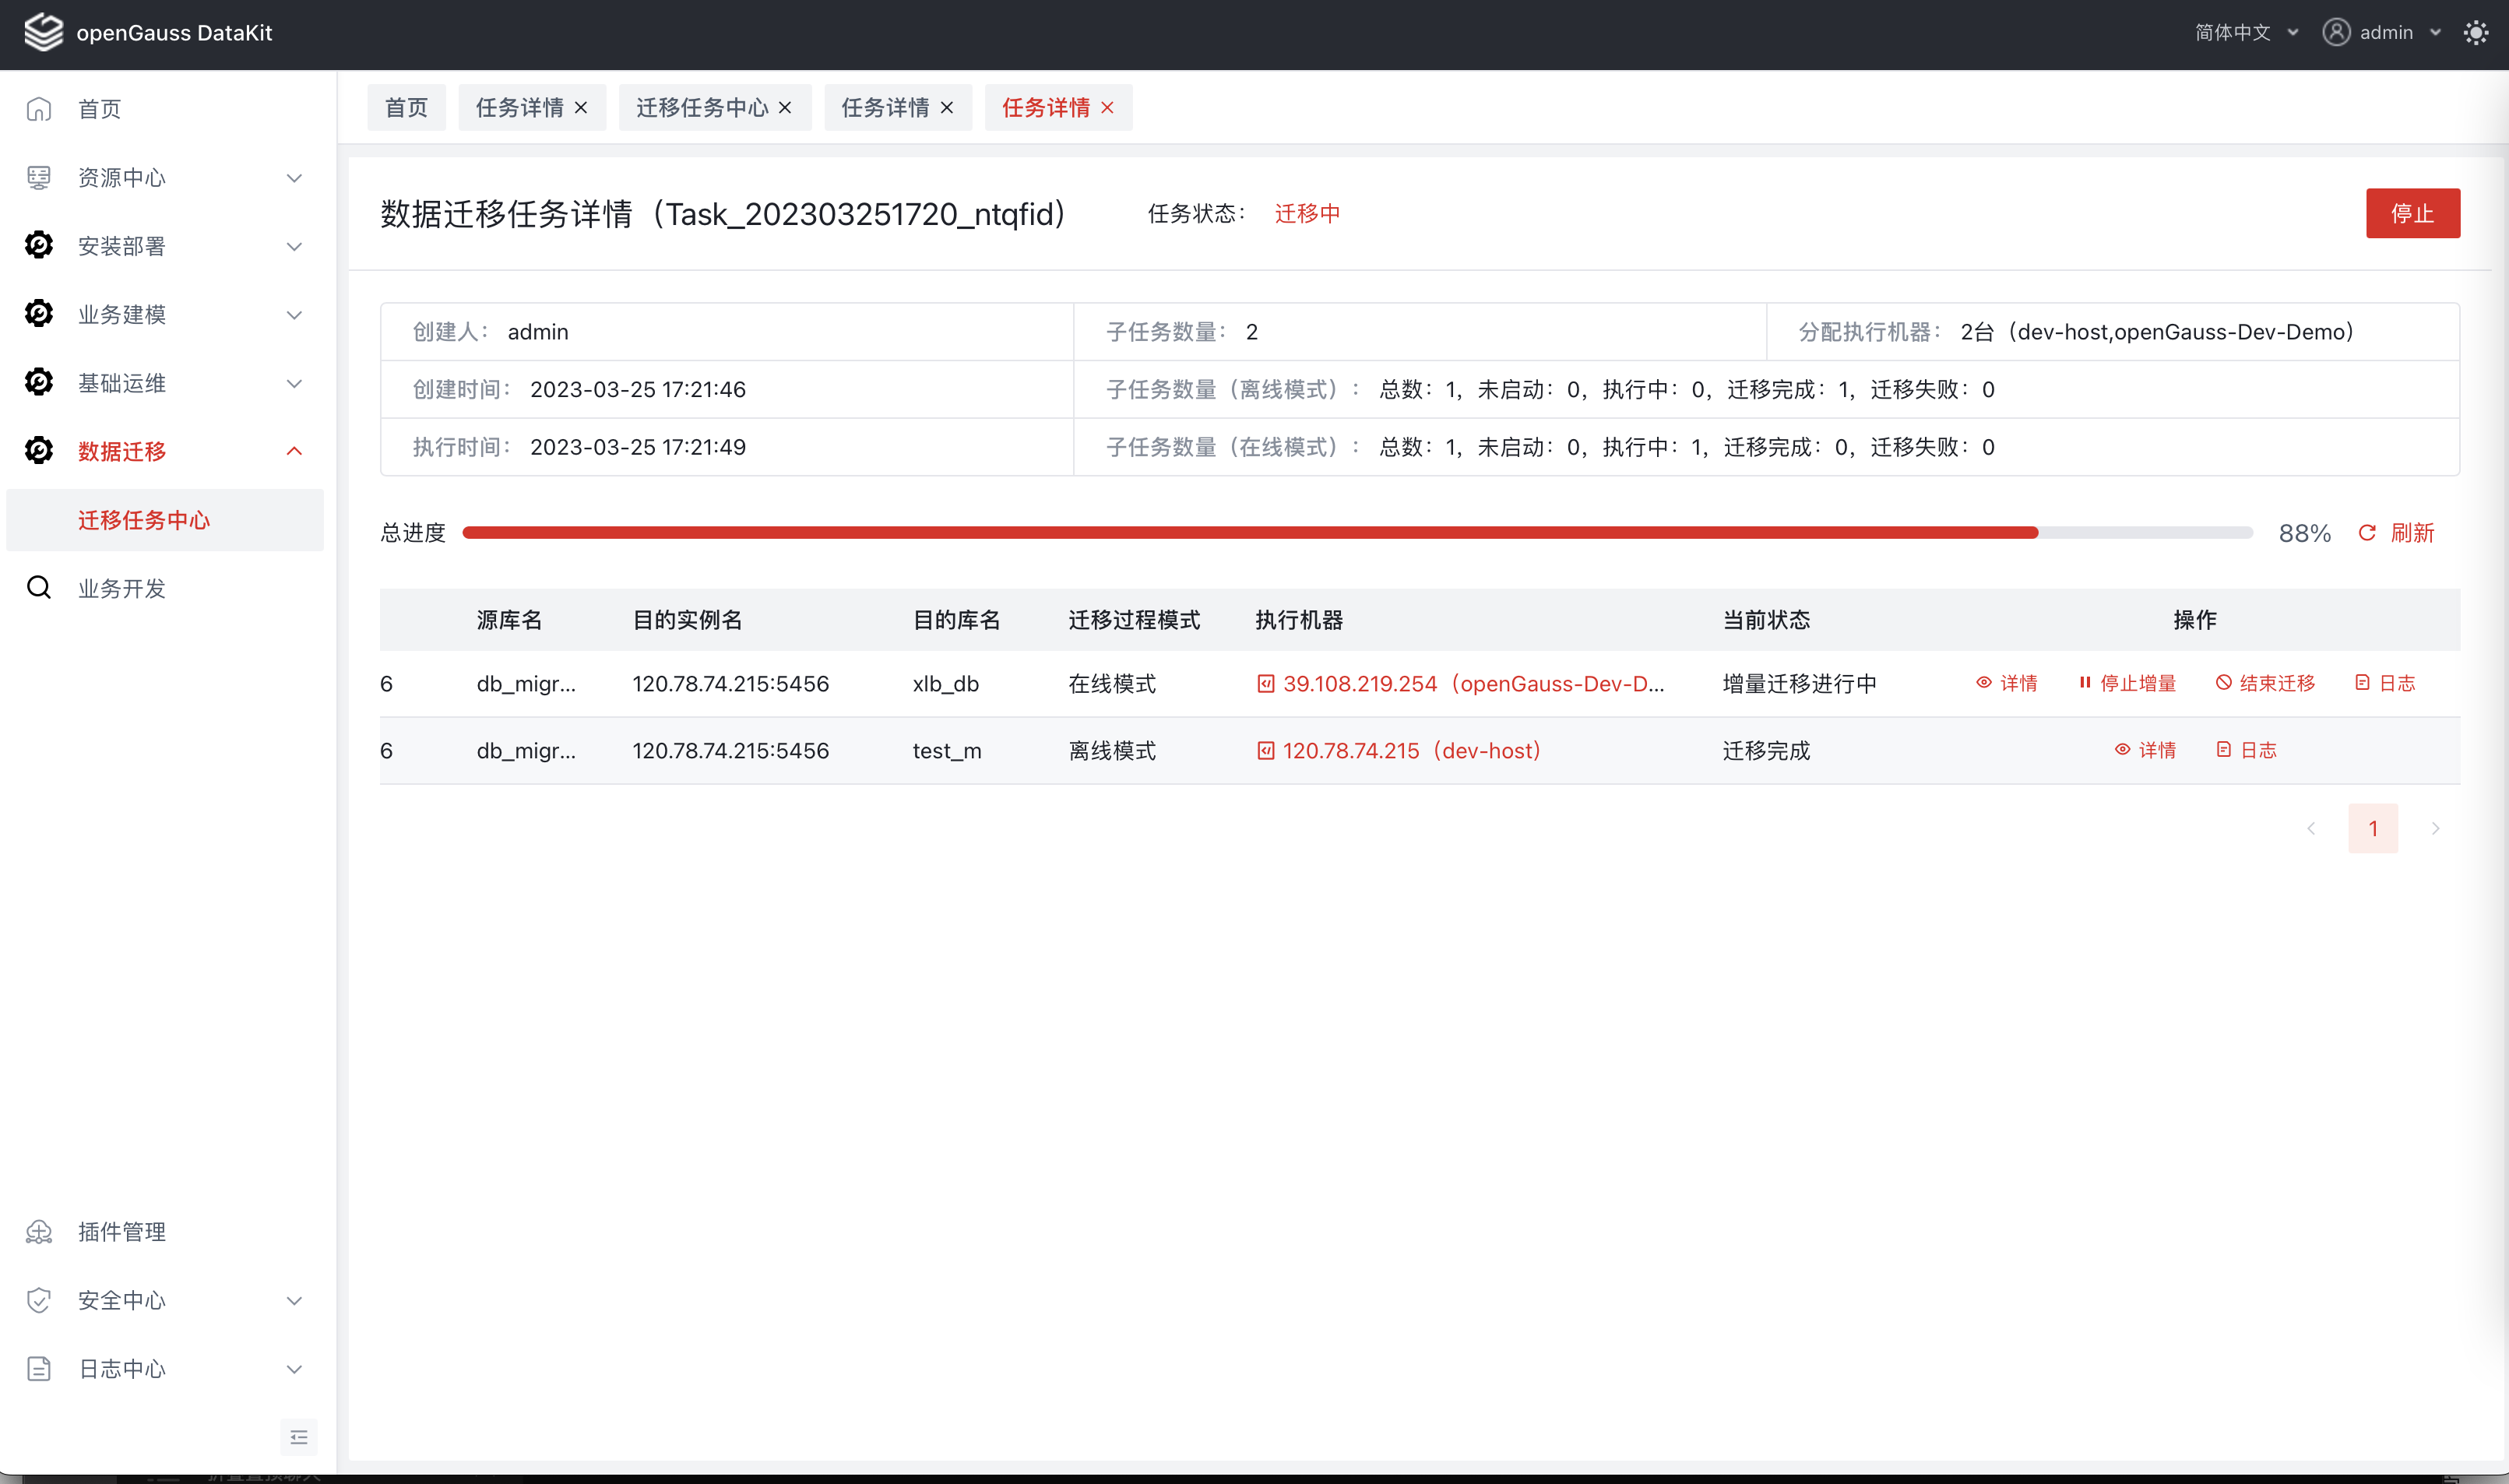 openGauss DataKit
简体中文 admin
首页
资源中心
安装部署
业务建模
基础运维
数据迁移
迁移任务中心
业务开发
插件管理
安全中心
日志中心
首页 任务详情 迁移任务中心 任务详情 任务详情
数据迁移任务详情（Task_202303251720_ntqfid） 任务状态： 迁移中 停止
创建人： admin 子任务数量： 2 分配执行机器： 2台（dev-host,openGauss-Dev-Demo）
创建时间： 2023-03-25 17:21:46 子任务数量（离线模式）： 总数：1，未启动：0，执行中：0，迁移完成：1，迁移失败：0
执行时间： 2023-03-25 17:21:49 子任务数量（在线模式）： 总数：1，未启动：0，执行中：1，迁移完成：0，迁移失败：0
总进度 88% 刷新
源库名 目的实例名 目的库名 迁移过程模式 执行机器 当前状态 操作
6 db_migr... 120.78.74.215:5456 xlb_db 在线模式 39.108.219.254（openGauss-Dev-D... 增量迁移进行中 详情 停止增量 结束迁移 日志
6 db_migr... 120.78.74.215:5456 test_m 离线模式 120.78.74.215（dev-host） 迁移完成 详情 日志
1